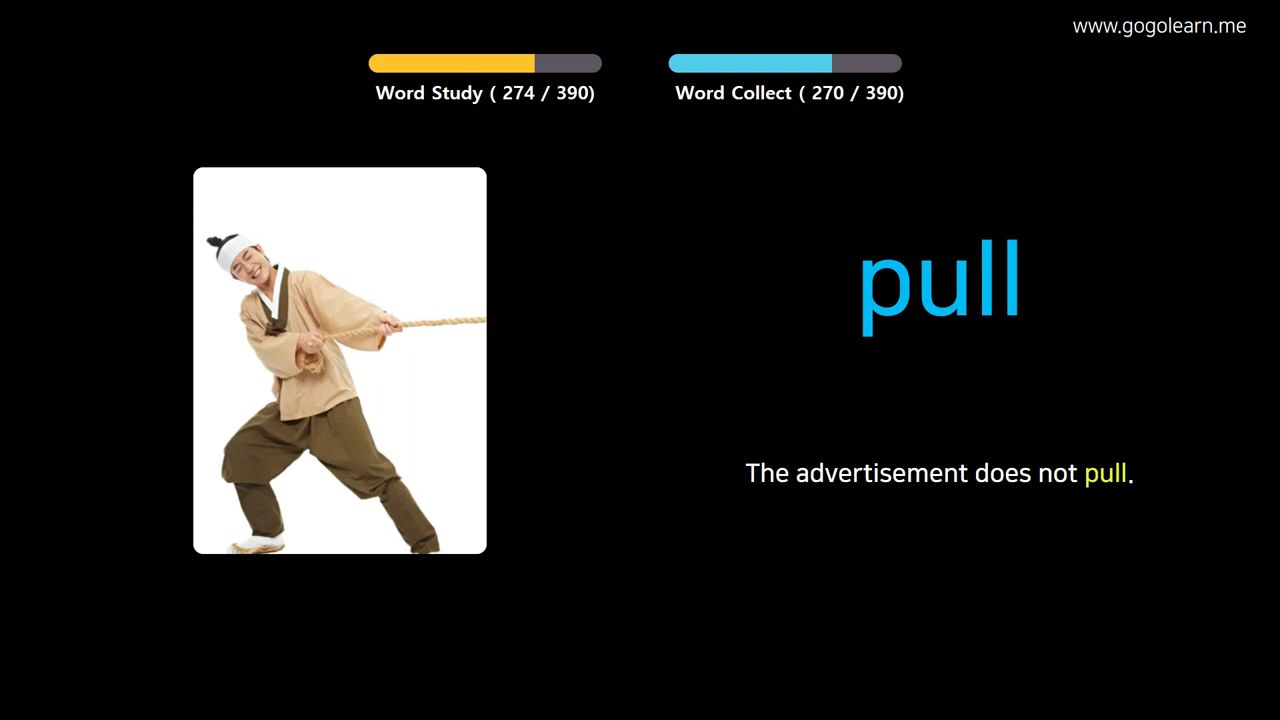 www.gogolearn.me
Word Study ( 274 / 390)
Word Collect ( 270 / 390)
pull
The advertisement does not pull.